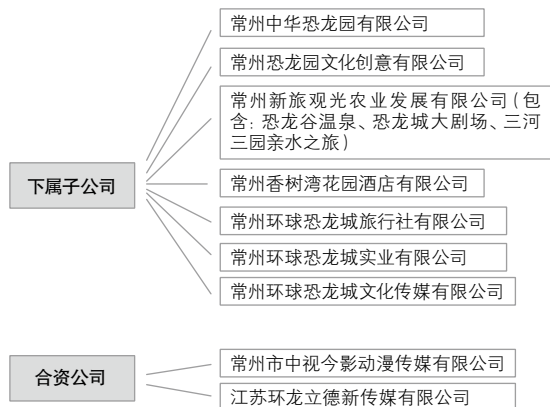 常州中华恐龙园有限公司
常州恐龙园文化创意有限公司
常州新旅观光农业发展有限公司（包
含：恐龙谷温泉、恐龙城大剧场、三河
三园亲水之旅）
下属子公司
常州香树湾花园酒店有限公司
常州环球恐龙城旅行社有限公司
常州环球恐龙城实业有限公司
常州环球恐龙城文化传媒有限公司
合资公司
常州市中视今影动漫传媒有限公司
江苏环龙立德新传媒有限公司